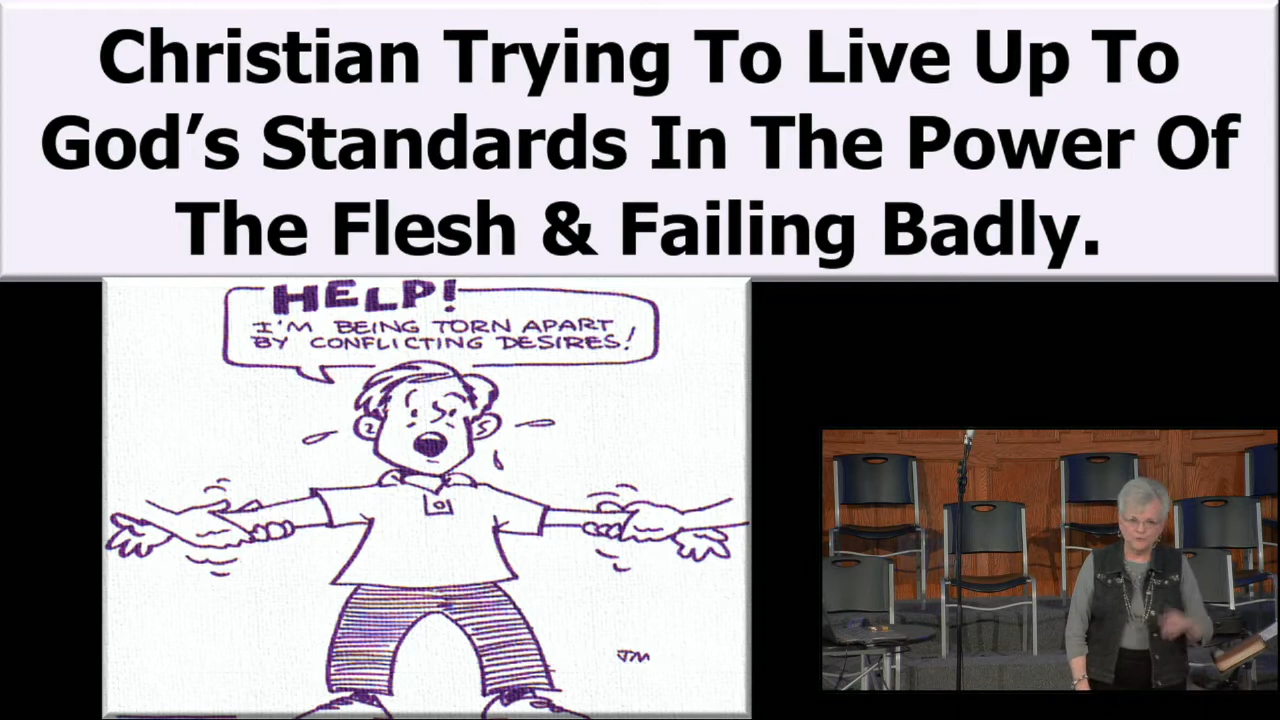 Christian Trying To Live Up To
God’s Standards In The Power Of
The Flesh & Failing Badly.
HELP!
I'M BEING TORN APART
BY CONFLICTING DESIRES!
JM